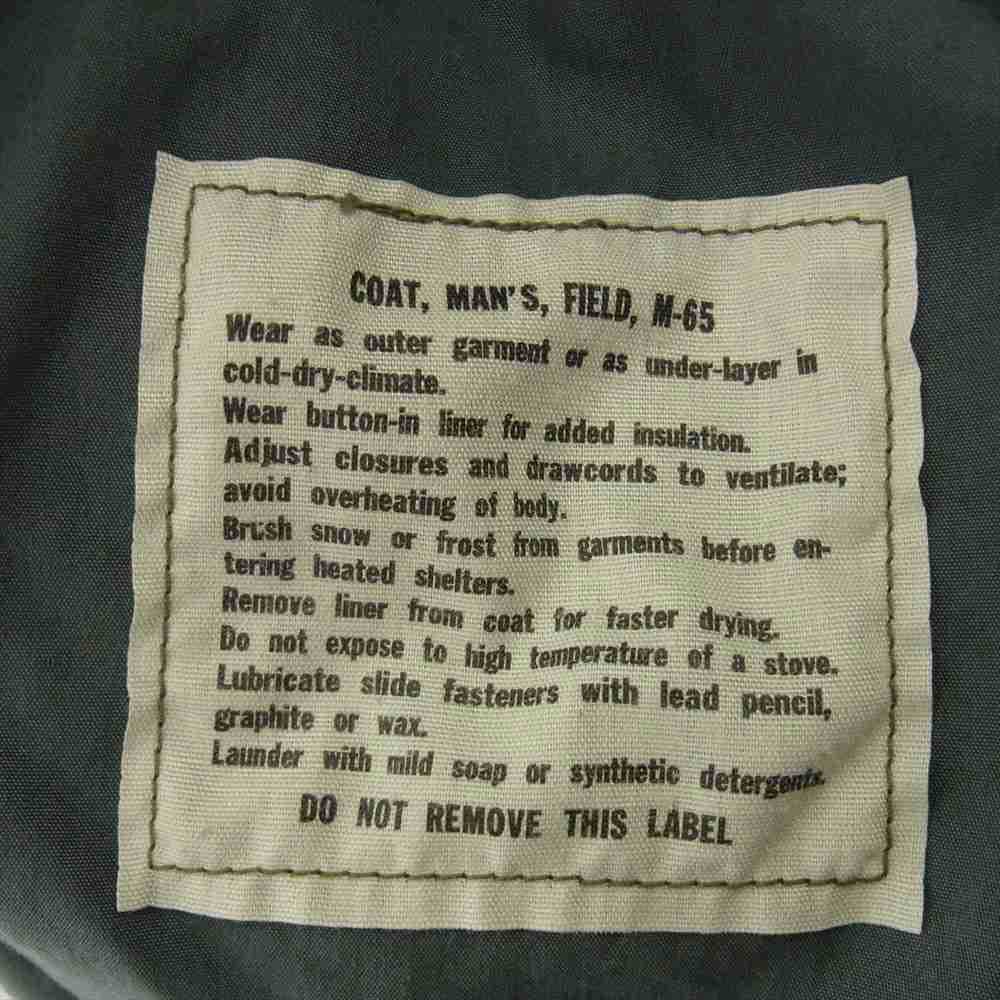 COAT, MAN'S, FIELD, M-65
Wear as outer garment or as under-layer in
cold-dry-climate.
Wear button-in liner for added insulation.
Adjust closures and drawcords to ventilate;
avoid overheating of body.
Brush snow or frost from garments before en-
tering heated shelters.
Remove liner from coat for faster drying.
Do not expose to high temperature of a stove.
Lubricate slide fasteners with lead pencil,
graphite or wax.
Launder with mild soap or synthetic detergents.
DO NOT REMOVE THIS LABEL